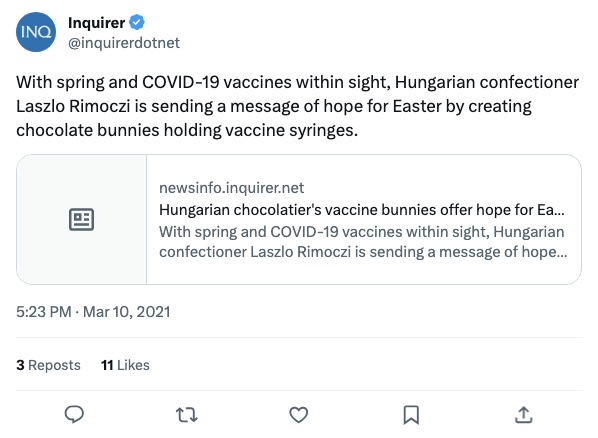 INQ
Inquirer
@inquirerdotnet
With spring and COVID-19 vaccines within sight, Hungarian confectioner
Laszlo Rimoczi is sending a message of hope for Easter by creating
chocolate bunnies holding vaccine syringes.
newsinfo.inquirer.net
Hungarian chocolatier's vaccine bunnies offer hope for Ea...
With spring and COVID-19 vaccines within sight, Hungarian
confectioner Laszlo Rimoczi is sending a message of hope...
5:23 PM · Mar 10, 2021
3 Reposts 11 Likes